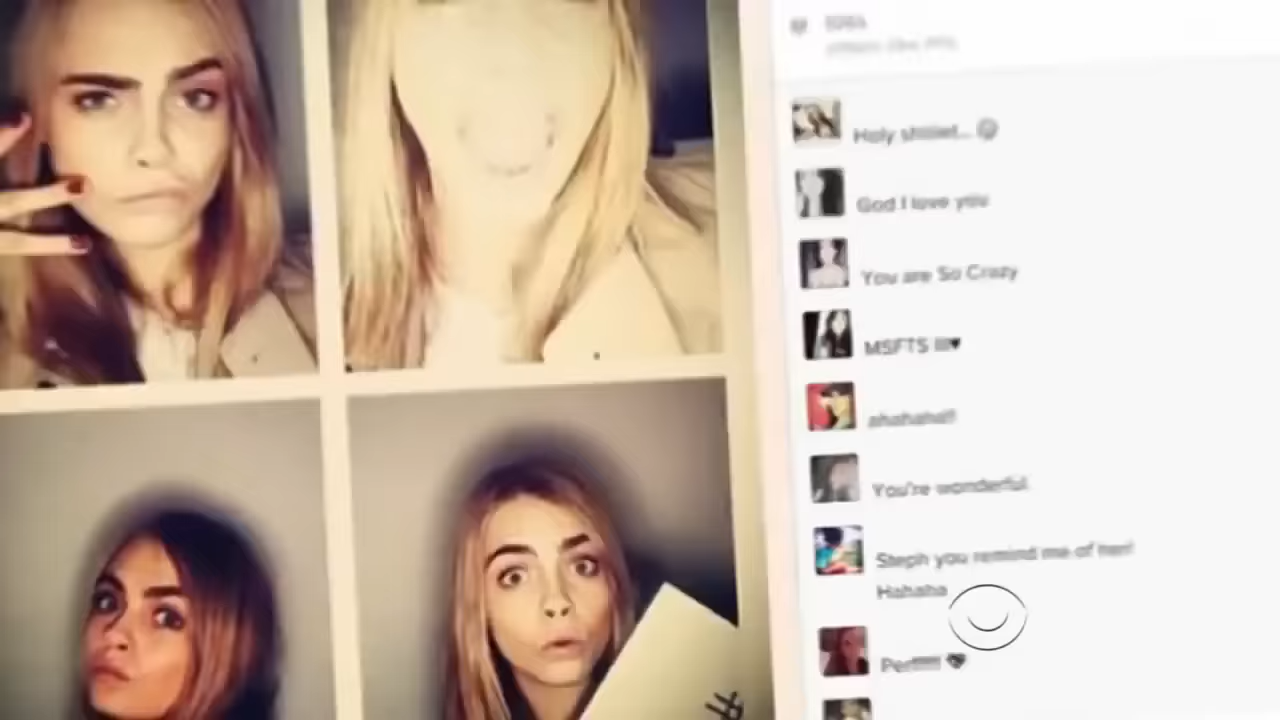 Holy shiiiiet...
God I love you
You are So Crazy
MSFTS lll♥
ahahaha!!
You're wonderful.
Steph you remind me of her!
Hahaha